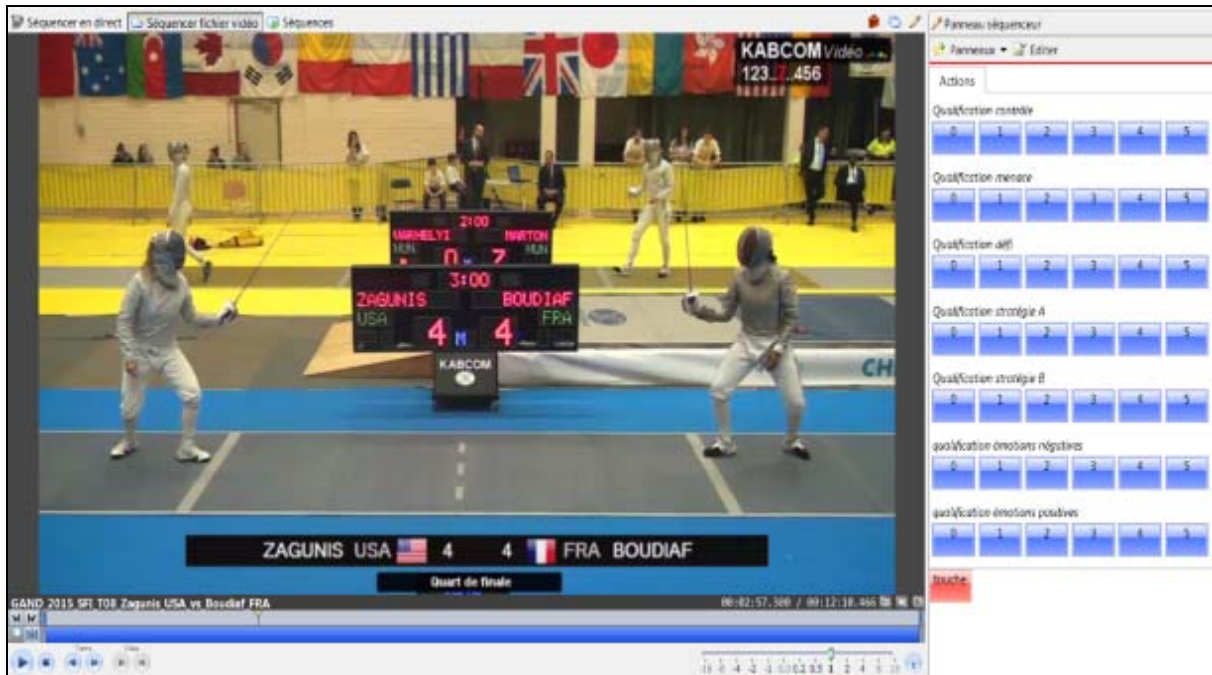 Séquencer en direct Séquencer fichier vidéo Séquences
Panneau séquenceur
Panneaux Editer
Actions
Qualification contrôle
0 1 2 3 4 5
Qualification menace
0 1 2 3 4 5
Qualification défi
0 1 2 3 4 5
Qualification stratégie A
0 1 2 3 4 5
Qualification stratégie B
0 1 2 3 4 5
qualification émotions négatives
0 1 2 3 4 5
qualification émotions positives
0 1 2 3 4 5
touche
KABCOM Vidéo
123..7..456
2:00
VARHELYI MARTON
HUN HUN
0 7
3:00
ZAGUNIS BOUDIAF
USA FRA
4 M 4
KABCOM
CH
ZAGUNIS USA 4 4 FRA BOUDIAF
Quart de finale
GAND 2015 SFI T08 Zagunis USA vs Boudiaf FRA
00:02:57.300 / 00:12:10.466